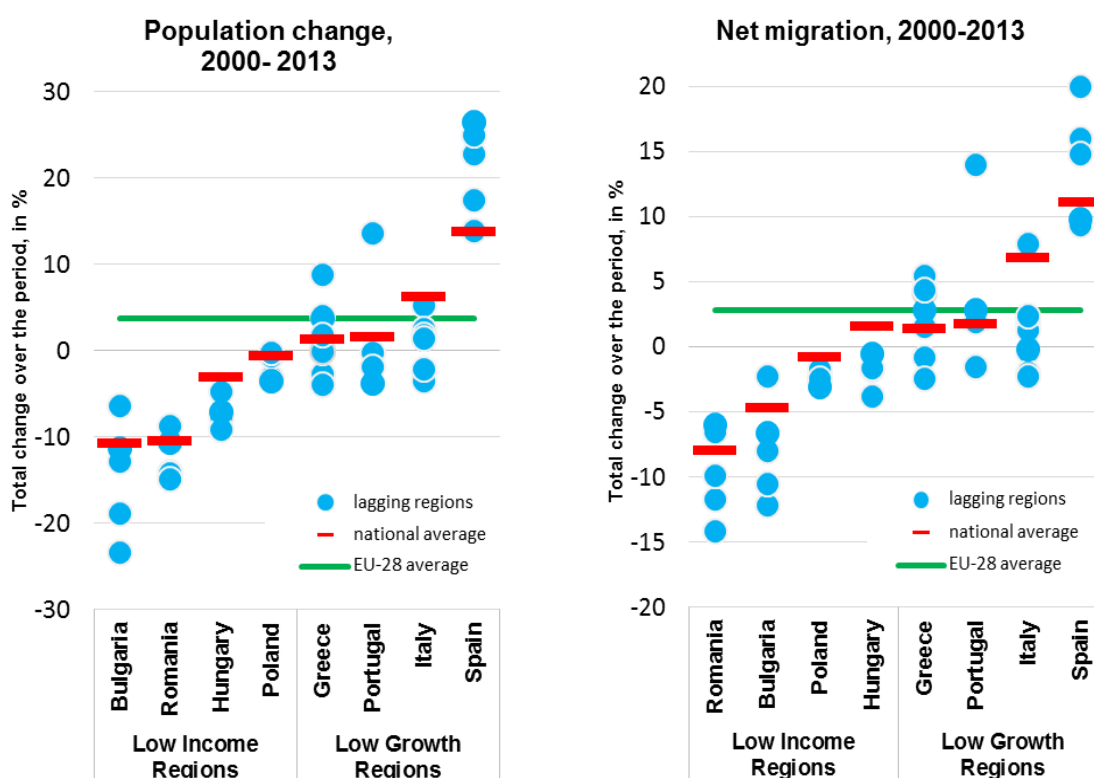 Population change,
2000- 2013
Total change over the period, in %
30
20
10
0
-10
-20
-30
lagging regions
national average
EU-28 average
Bulgaria
Romania
Hungary
Poland
Greece
Portugal
Italy
Spain
Low Income
Regions
Low Growth
Regions
Net migration, 2000-2013
Total change over the period, in %
20
15
10
5
0
-5
-10
-15
-20
lagging regions
national average
EU-28 average
Romania
Bulgaria
Poland
Hungary
Greece
Portugal
Italy
Spain
Low Income
Regions
Low Growth
Regions